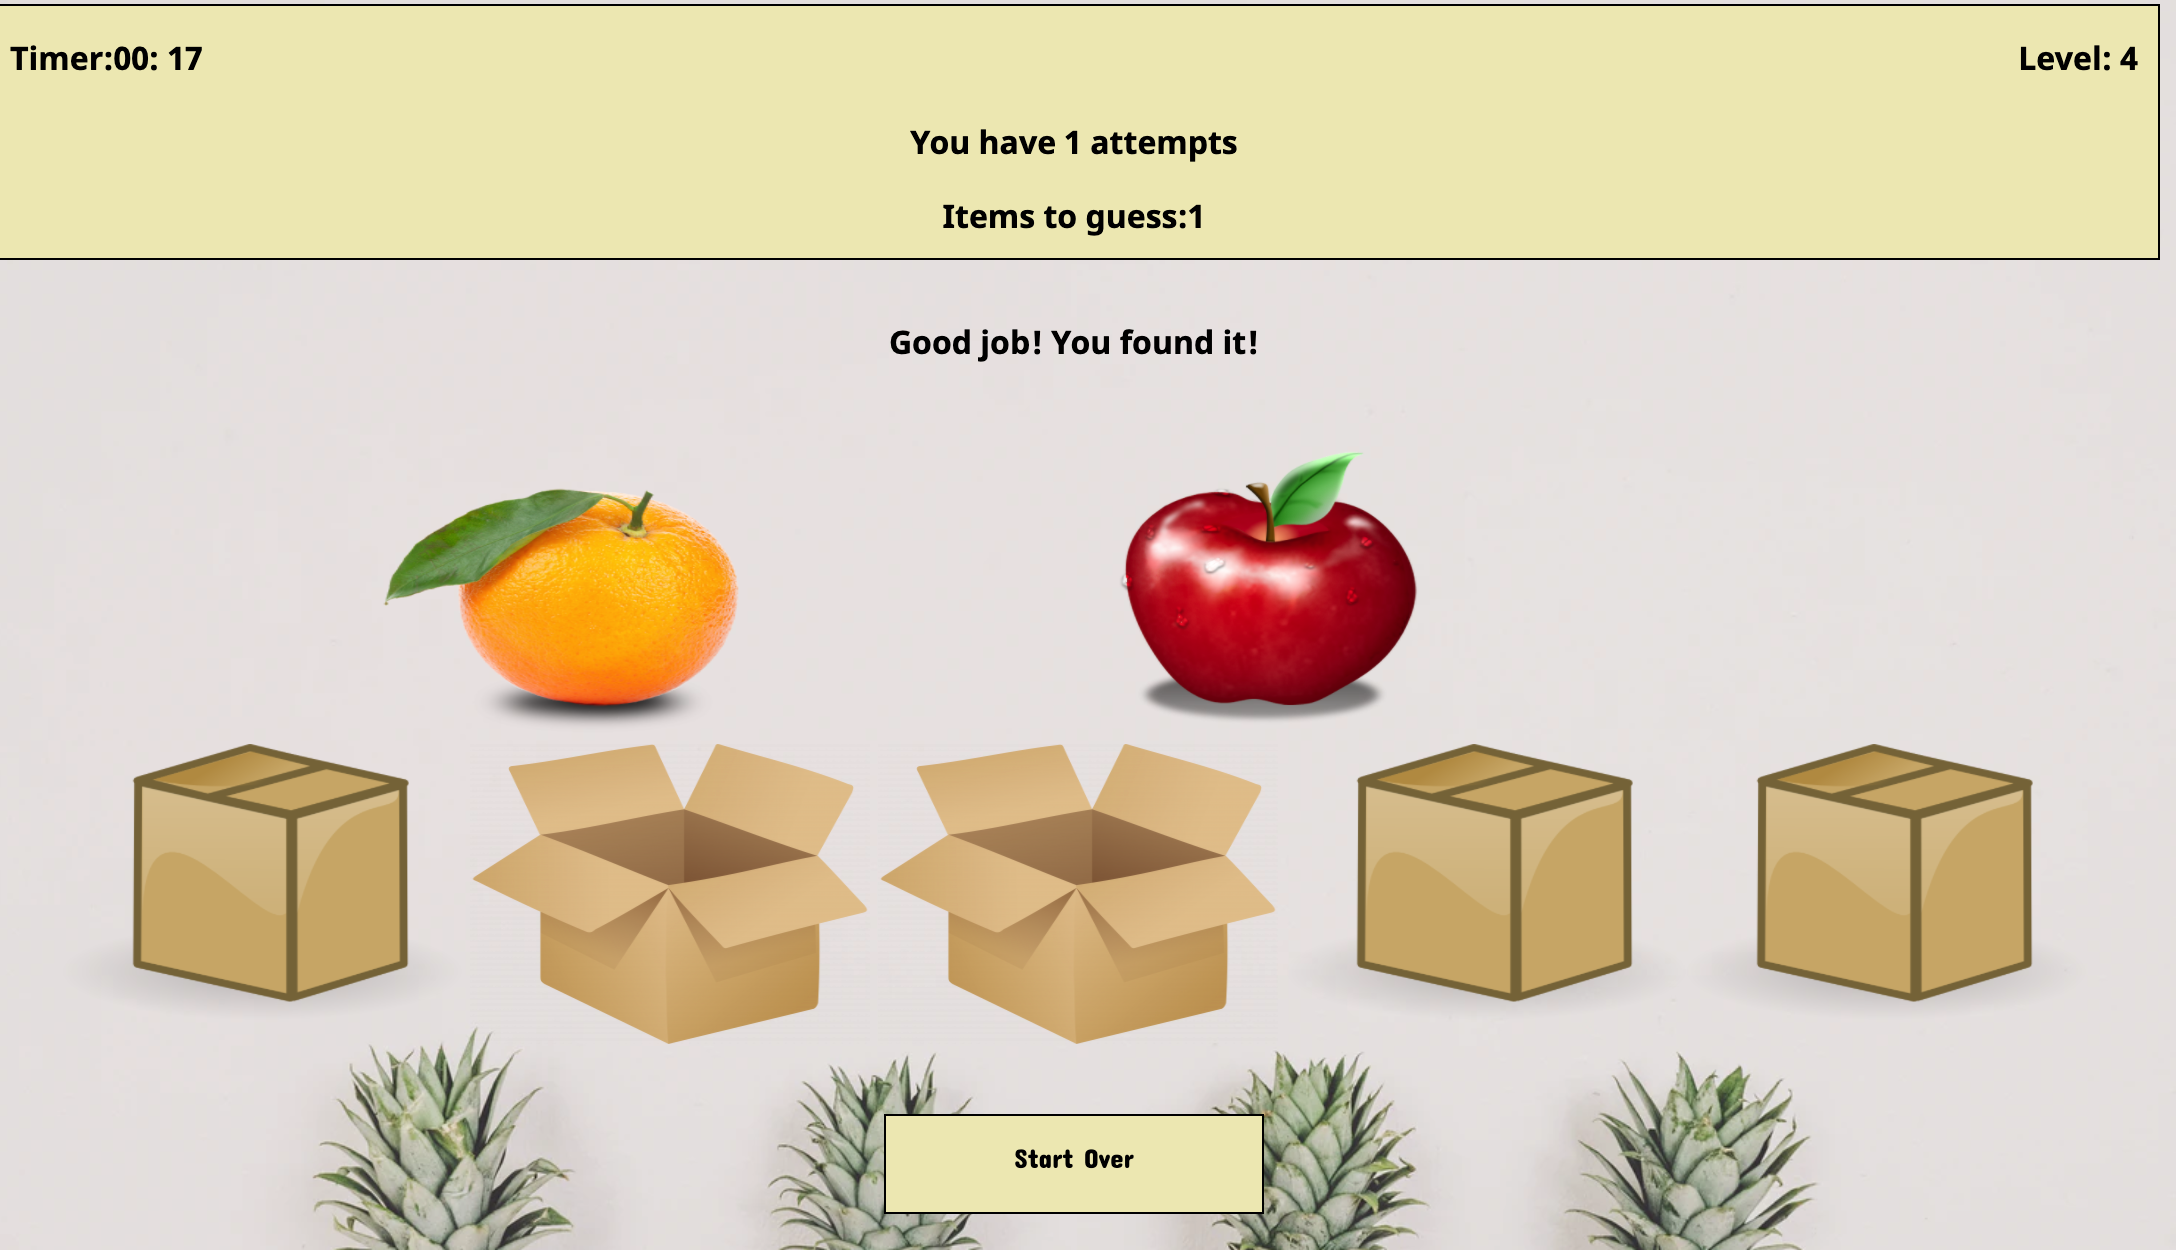 Timer:00: 17
Level: 4
You have 1 attempts
Items to guess:1
Good job! You found it!
Start Over